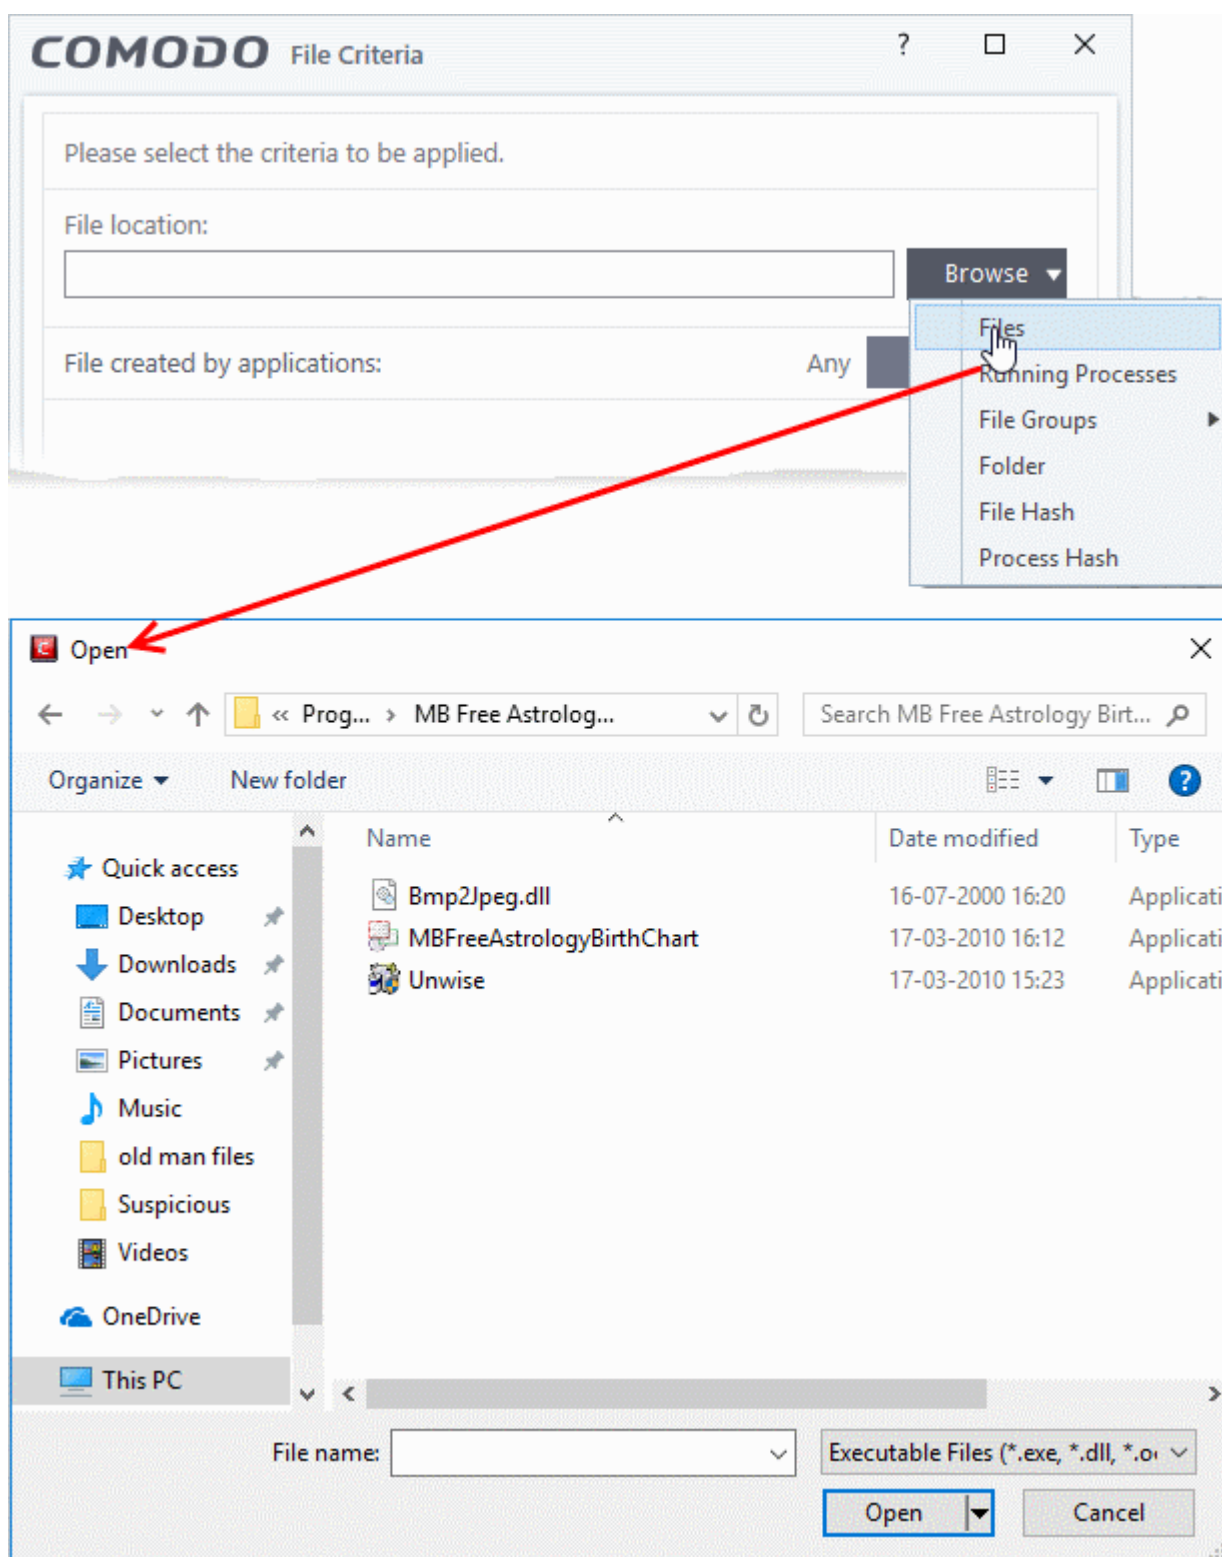 COMODO File Criteria
Please select the criteria to be applied.
File location:
Browse
Files
File created by applications: Any
Running Processes
File Groups
Folder
File Hash
Process Hash
Open
« Prog... › MB Free Astrolog... Search MB Free Astrology Birt...
Organize New folder
Name Date modified Type
Quick access
Bmp2Jpeg.dll 16-07-2000 16:20 Applicati
Desktop
MBFreeAstrologyBirthChart 17-03-2010 16:12 Applicati
Downloads
Unwise 17-03-2010 15:23 Applicati
Documents
Pictures
Music
old man files
Suspicious
Videos
OneDrive
This PC
File name: Executable Files (*.exe, *.dll, *.o
Open Cancel